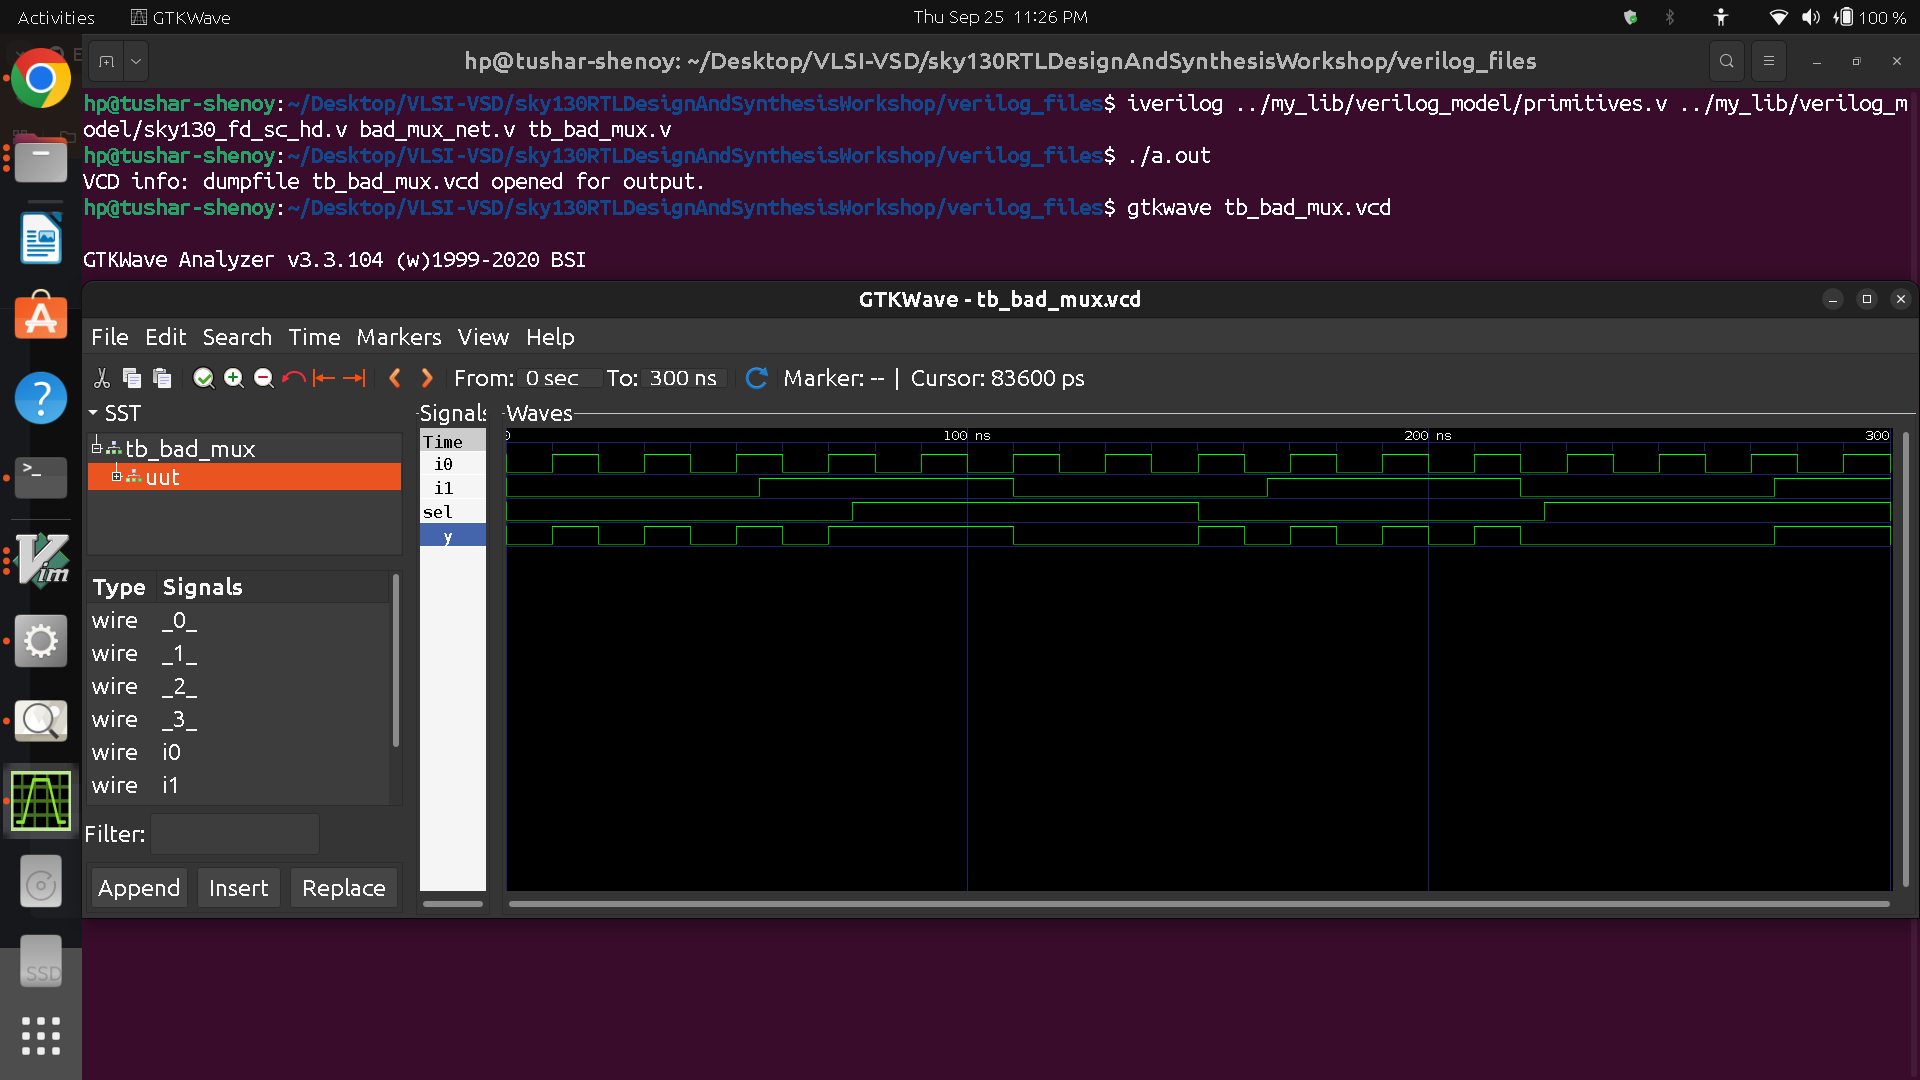 Activities GTKWave Thu Sep 25 11:26 PM 100 %
hp@tushar-shenoy: ~/Desktop/VLSI-VSD/sky130RTLDesignAndSynthesisWorkshop/verilog_files
hp@tushar-shenoy:~/Desktop/VLSI-VSD/sky130RTLDesignAndSynthesisWorkshop/verilog_files$ iverilog ../my_lib/verilog_model/primitives.v ../my_lib/verilog_m
odel/sky130_fd_sc_hd.v bad_mux_net.v tb_bad_mux.v
hp@tushar-shenoy:~/Desktop/VLSI-VSD/sky130RTLDesignAndSynthesisWorkshop/verilog_files$ ./a.out
VCD info: dumpfile tb_bad_mux.vcd opened for output.
hp@tushar-shenoy:~/Desktop/VLSI-VSD/sky130RTLDesignAndSynthesisWorkshop/verilog_files$ gtkwave tb_bad_mux.vcd
GTKWave Analyzer v3.3.104 (w)1999-2020 BSI
GTKWave - tb_bad_mux.vcd
File Edit Search Time Markers View Help
From: 0 sec To: 300 ns Marker: -- | Cursor: 83600 ps
SST
tb_bad_mux
uut
Type Signals
wire _0_
wire _1_
wire _2_
wire _3_
wire i0
wire i1
Filter:
Append Insert Replace
Signals
Time
i0
i1
sel
y
Waves
0 100 ns 200 ns 300
Vim
SSD